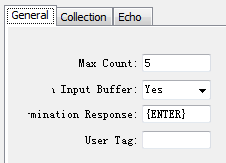 General Collection Echo
Max Count: 5
Input Buffer: Yes
mination Response: {ENTER}
User Tag: